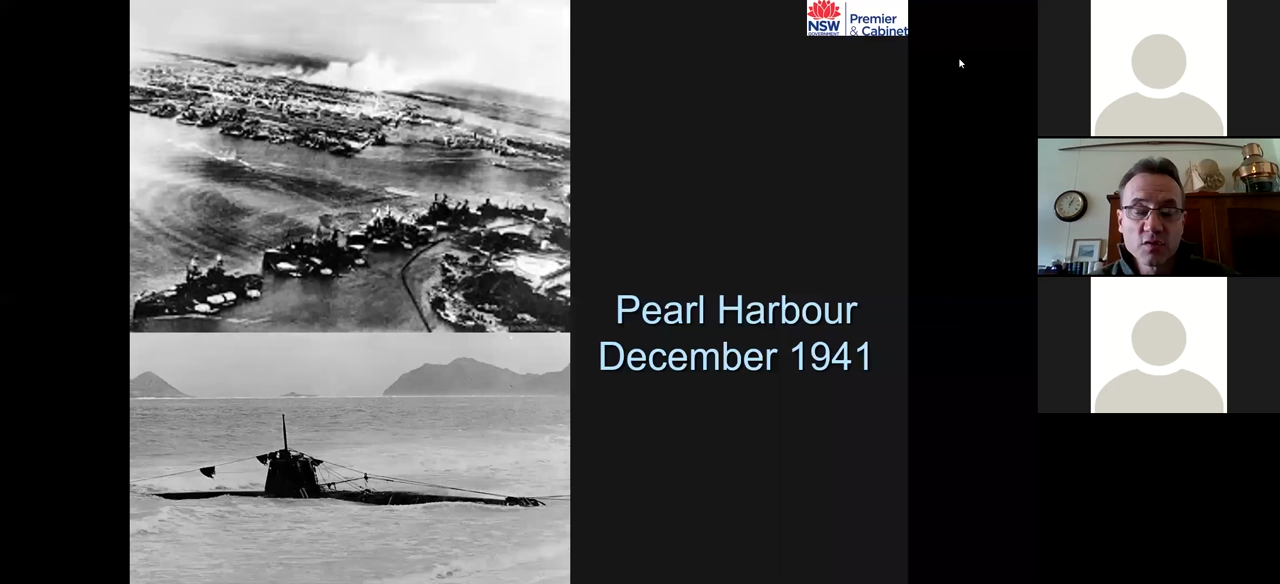 NSW
GOVERNMENT
Premier
& Cabinet
Pearl Harbour
December 1941